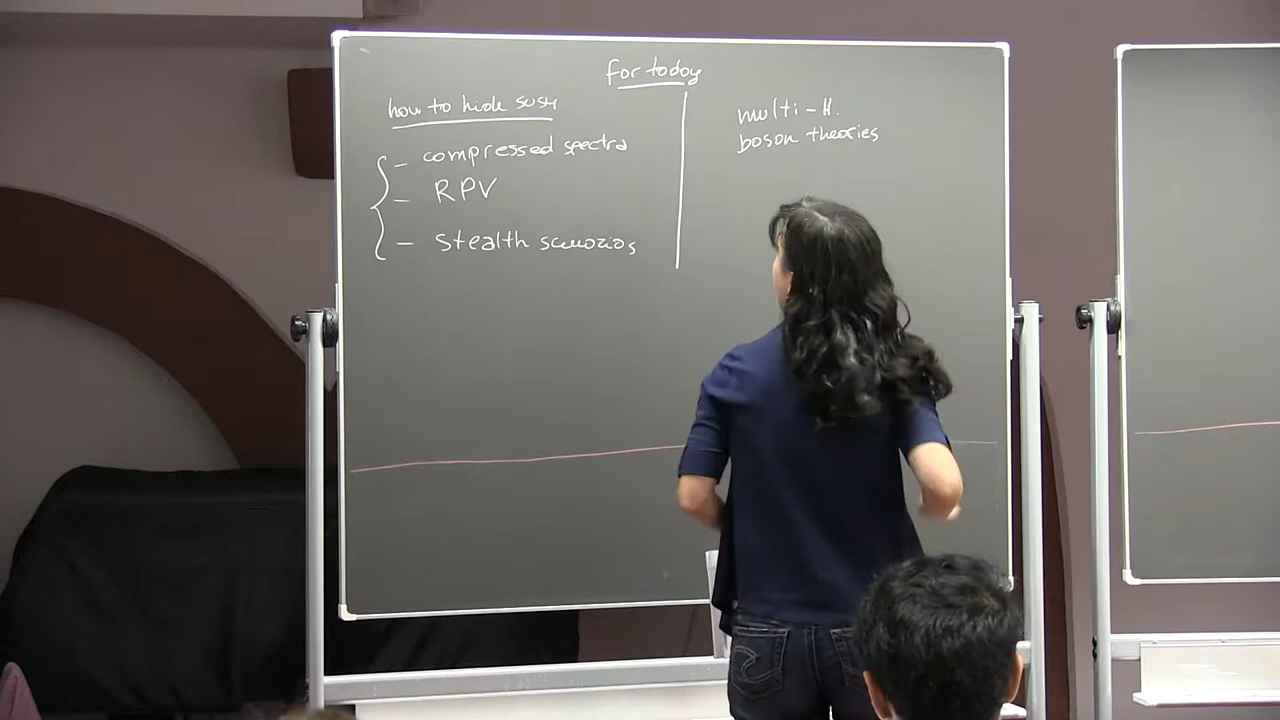 for today
how to hide susy
- compressed spectra
- RPV
- stealth scenarios
multi-H.
boson theories